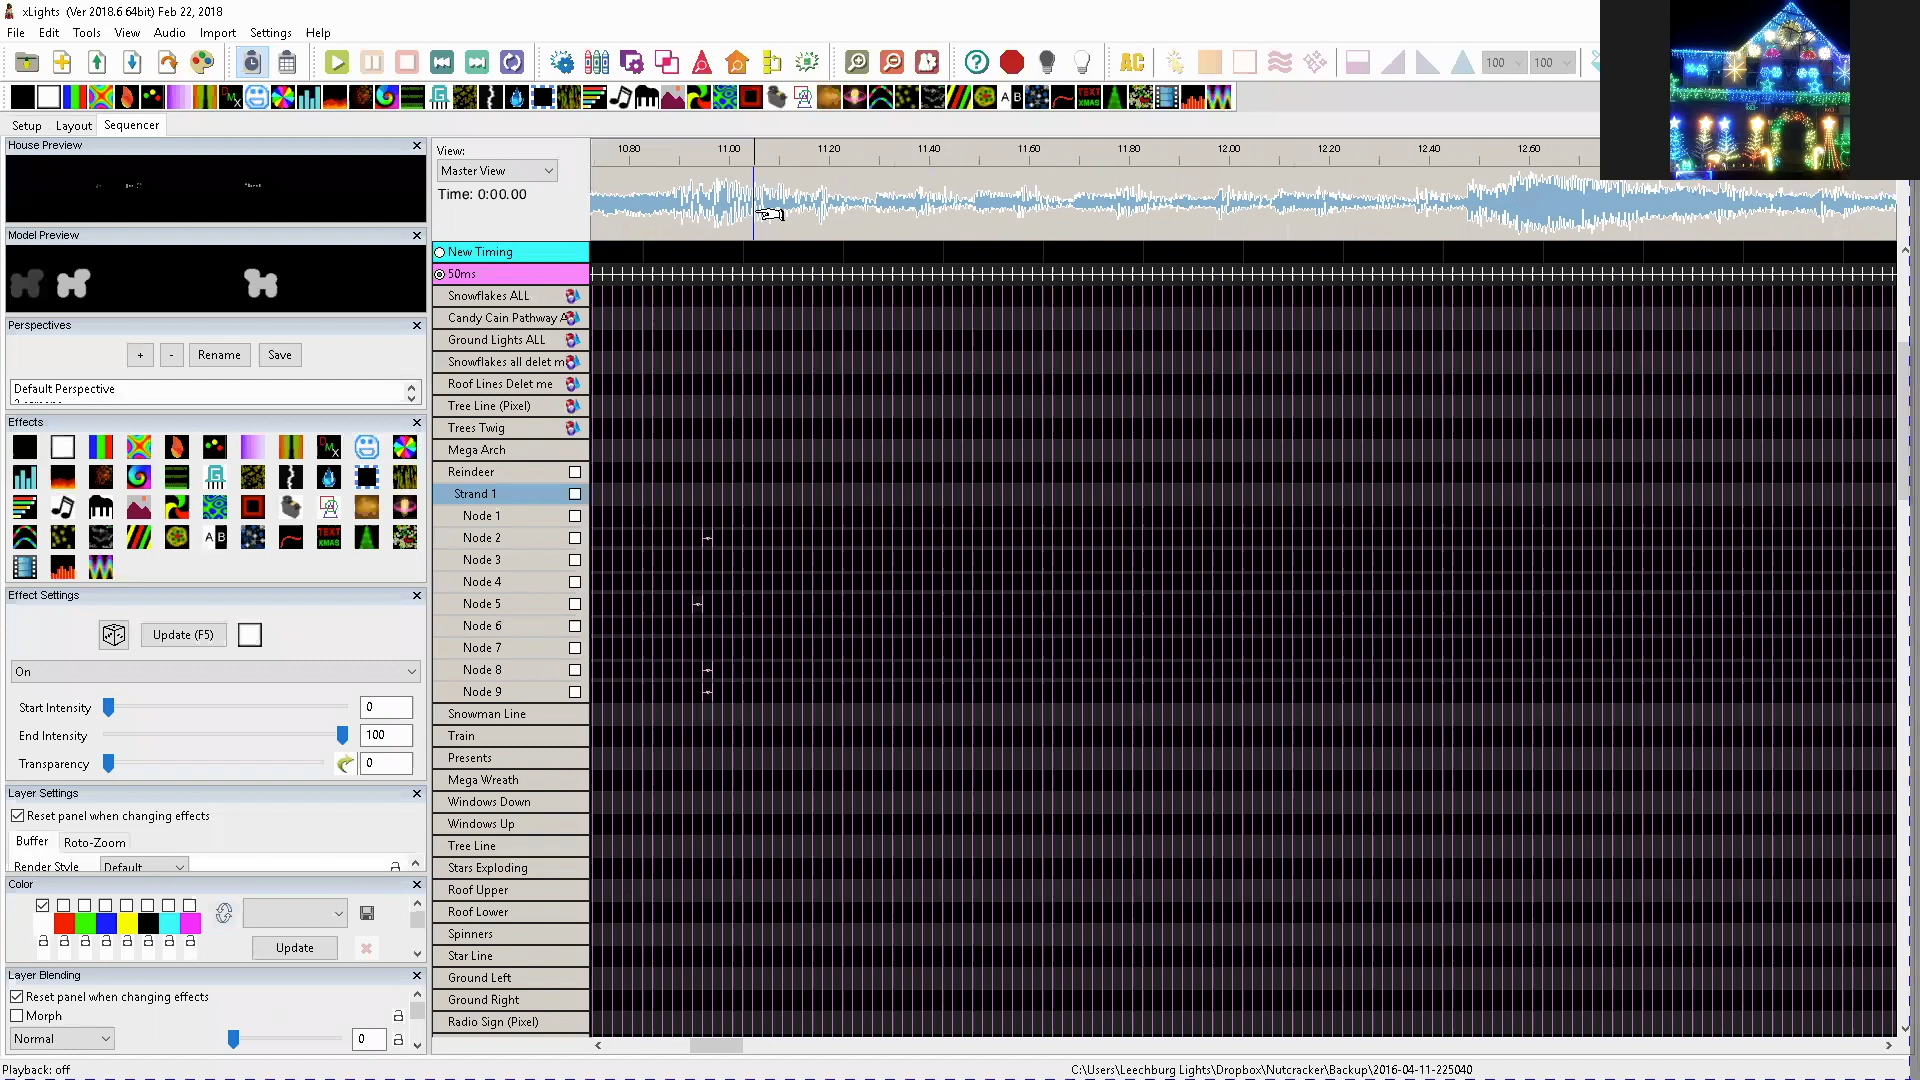 xLights (Ver 2018.6 64bit) Feb 22, 2018
File Edit Tools View Audio Import Settings Help
AC 100 100
A B TEXT XMAS
Setup Layout Sequencer
House Preview
Model Preview
Perspectives
+ - Rename Save
Default Perspective
Effects
A B TEXT XMAS
Effect Settings
Update (F5)
On
Start Intensity 0
End Intensity 100
Transparency 0
Layer Settings
Reset panel when changing effects
Buffer Roto-Zoom
Render Style Default
Color
Update
Layer Blending
Reset panel when changing effects
Morph
Normal 0
View:
Master View
Time: 0:00.00
10.80 11.00 11.20 11.40 11.60 11.80 12.00 12.20 12.40 12.60
New Timing
50ms
Snowflakes ALL
Candy Cain Pathway A
Ground Lights ALL
Snowflakes all delet m
Roof Lines Delet me
Tree Line (Pixel)
Trees Twig
Mega Arch
Reindeer
Strand 1
Node 1
Node 2
Node 3
Node 4
Node 5
Node 6
Node 7
Node 8
Node 9
Snowman Line
Train
Presents
Mega Wreath
Windows Down
Windows Up
Tree Line
Stars Exploding
Roof Upper
Roof Lower
Spinners
Star Line
Ground Left
Ground Right
Radio Sign (Pixel)
Playback: off
C:\Users\Leechburg Lights\Dropbox\Nutcracker\Backup\2016-04-11-225040